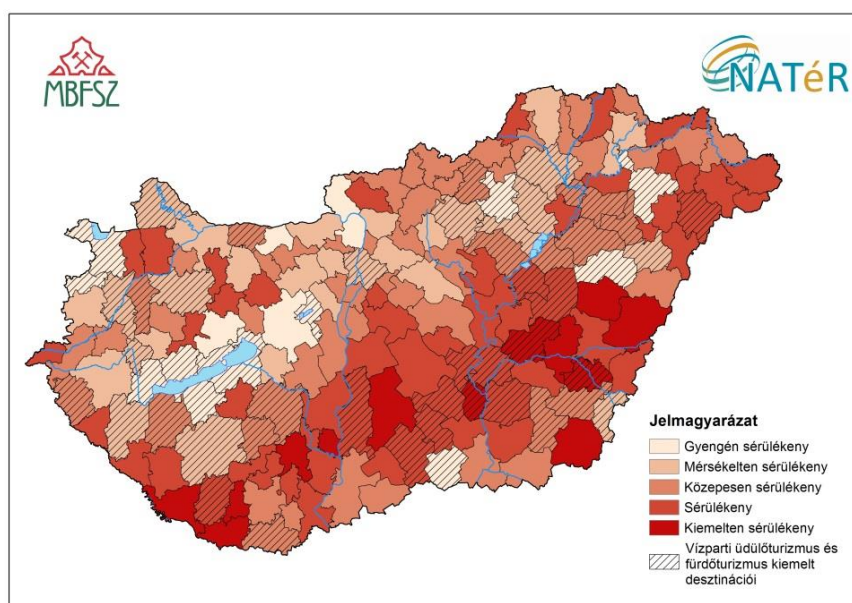 MBFSZ
NATéR
Jelmagyarázat
Gyengén sérülékeny
Mérsékelten sérülékeny
Közepesen sérülékeny
Sérülékeny
Kiemelten sérülékeny
Vízparti üdülőturizmus és
fürdőturizmus kiemelt
desztinációi